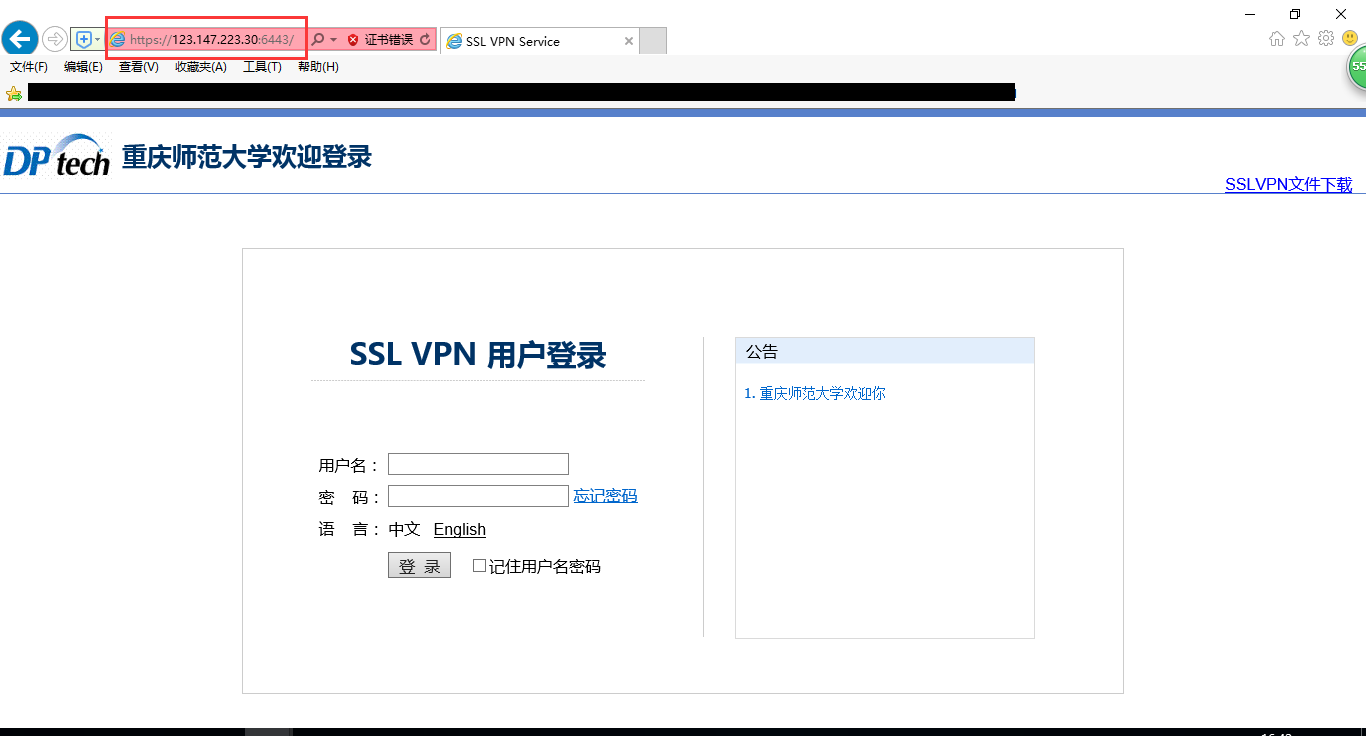 https://123.147.223.30:6443/ 证书错误 SSL VPN Service
文件(F) 编辑(E) 查看(V) 收藏夹(A) 工具(T) 帮助(H)
55
DPtech 重庆师范大学欢迎登录
SSLVPN文件下载
SSL VPN 用户登录
用户名：
密 码： 忘记密码
语 言： 中文 English
登 录 记住用户名密码
公告
1. 重庆师范大学欢迎你